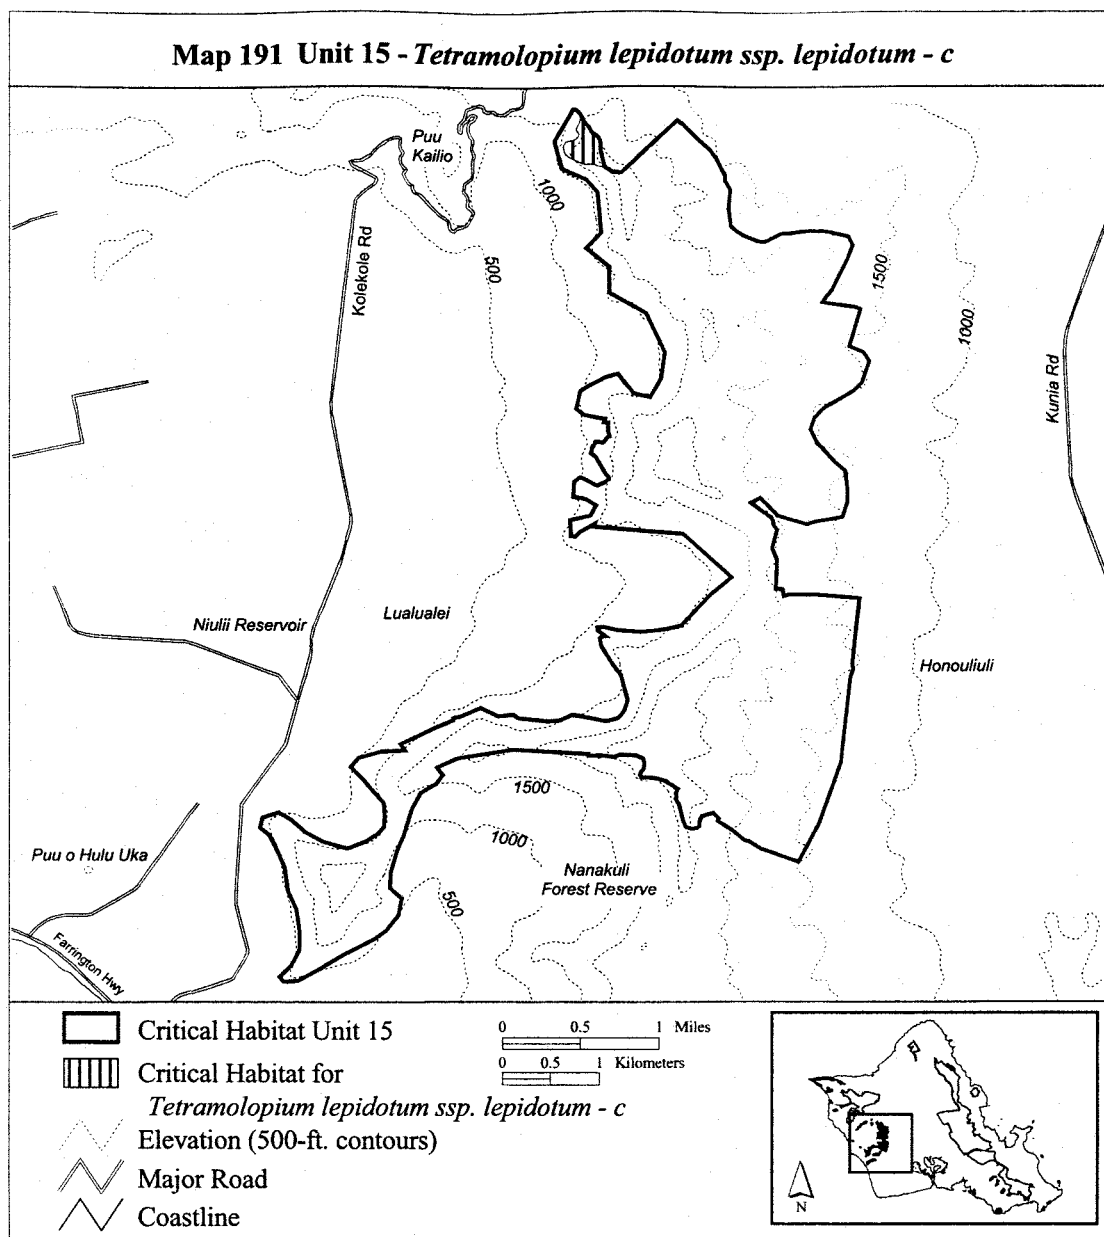 Map 191 Unit 15 - Tetramolopium lepidotum ssp. lepidotum - c
Puu
Kailio
1000
500
Kolekole Rd
1500
1000
Kunia Rd
Niulii Reservoir
Lualualei
Honouliuli
1500
1000
Puu o Hulu Uka
Nanakuli
Forest Reserve
500
Farrington Hwy
Critical Habitat Unit 15
Critical Habitat for
Tetramolopium lepidotum ssp. lepidotum - c
Elevation (500-ft. contours)
Major Road
Coastline
0 0.5 1 Miles
0 0.5 1 Kilometers
N